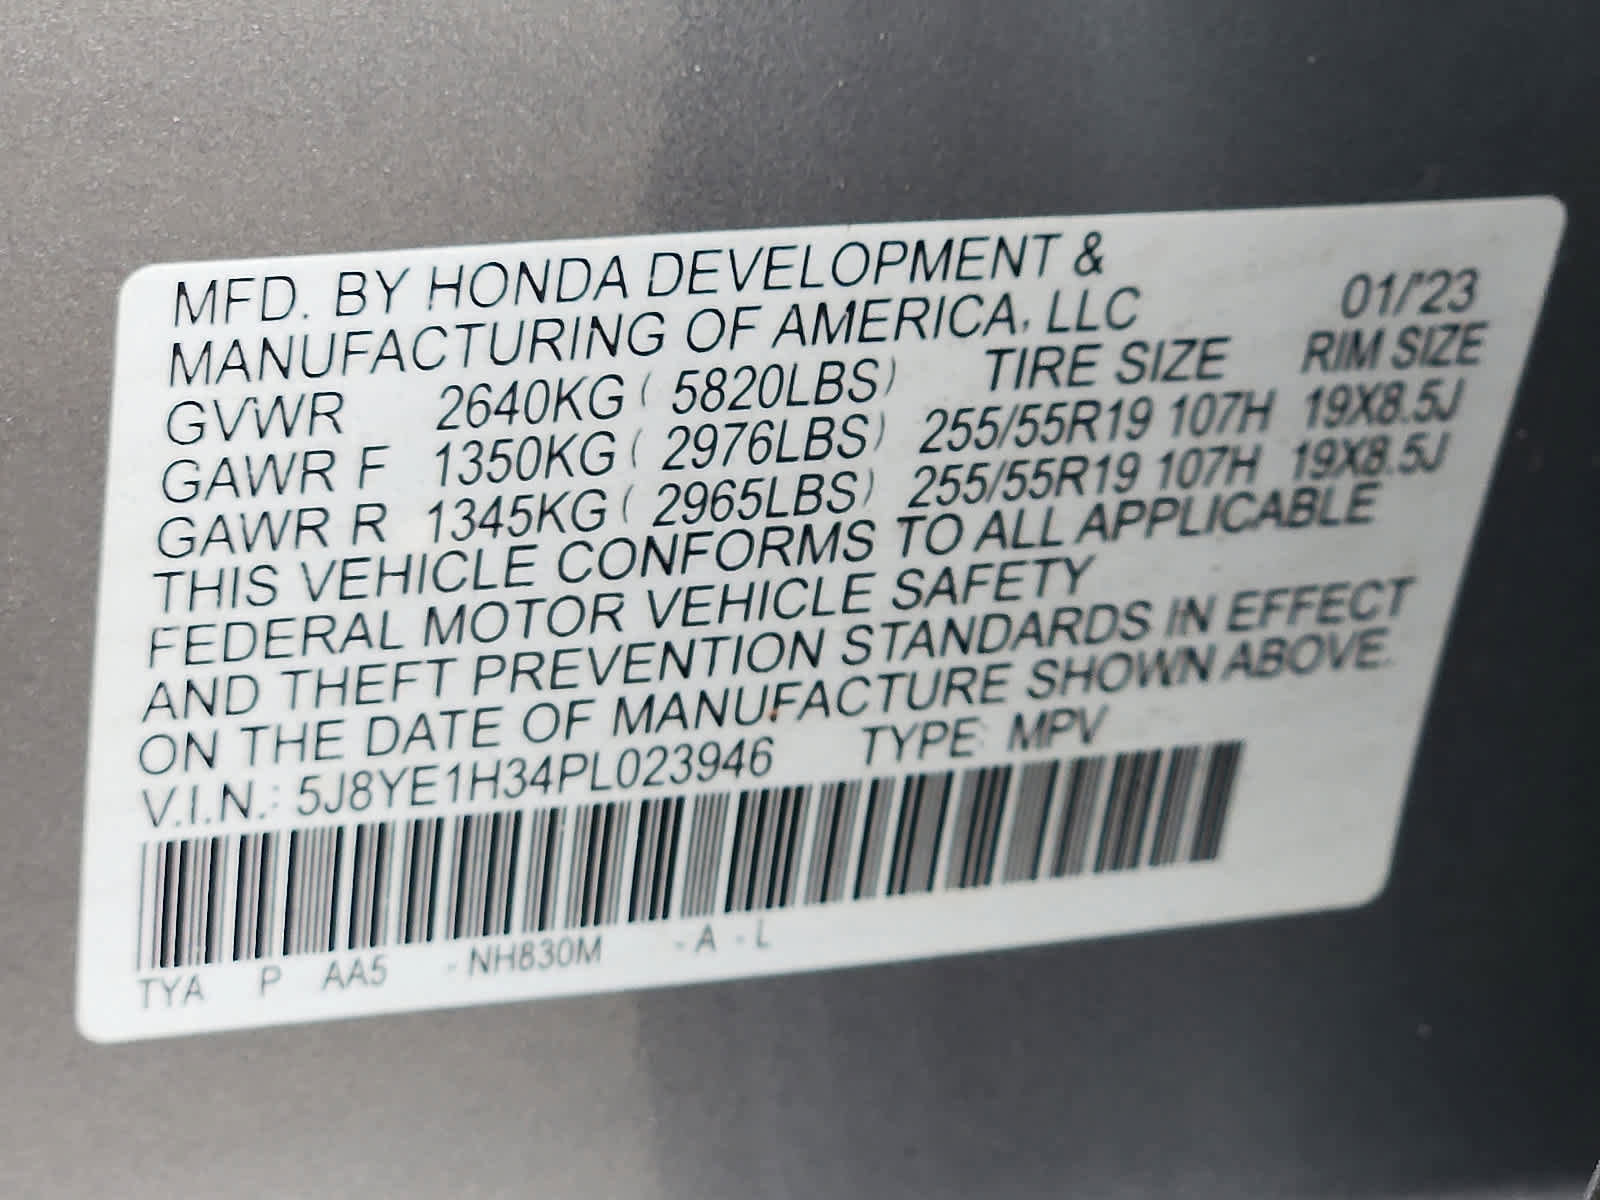 MFD. BY HONDA DEVELOPMENT &
MANUFACTURING OF AMERICA, LLC 01/'23
GVWR 2640KG ( 5820LBS) TIRE SIZE RIM SIZE
GAWR F 1350KG ( 2976LBS) 255/55R19 107H 19X8.5J
GAWR R 1345KG ( 2965LBS) 255/55R19 107H 19X8.5J
THIS VEHICLE CONFORMS TO ALL APPLICABLE
FEDERAL MOTOR VEHICLE SAFETY
AND THEFT PREVENTION STANDARDS IN EFFECT
ON THE DATE OF MANUFACTURE SHOWN ABOVE.
V.I.N.: 5J8YE1H34PL023946 TYPE: MPV
TYA P AA5 -NH830M -A -L